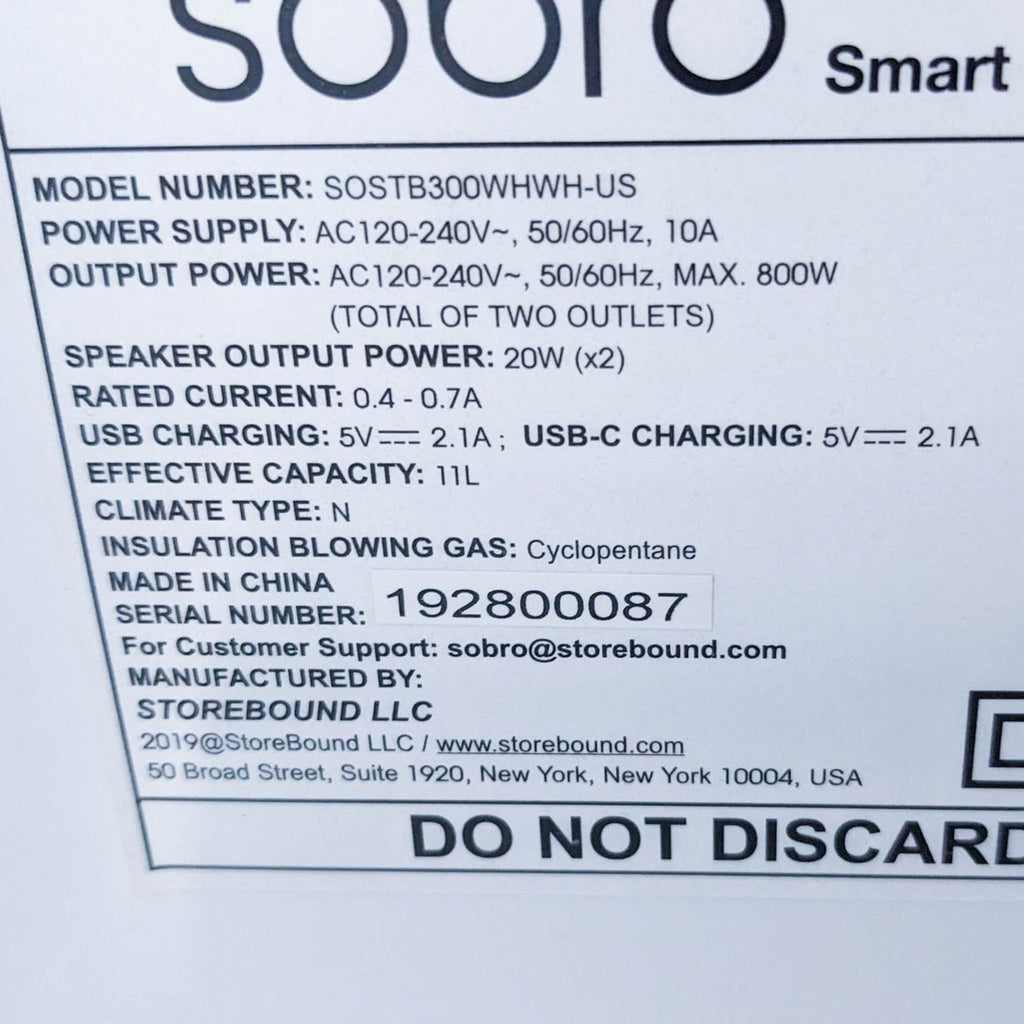 sobro Smart
MODEL NUMBER: SOSTB300WHWH-US
POWER SUPPLY: AC120-240V~, 50/60Hz, 10A
OUTPUT POWER: AC120-240V~, 50/60Hz, MAX. 800W
(TOTAL OF TWO OUTLETS)
SPEAKER OUTPUT POWER: 20W (x2)
RATED CURRENT: 0.4 - 0.7A
USB CHARGING: 5V⎓ 2.1A ; USB-C CHARGING: 5V⎓ 2.1A
EFFECTIVE CAPACITY: 11L
CLIMATE TYPE: N
INSULATION BLOWING GAS: Cyclopentane
MADE IN CHINA
SERIAL NUMBER: 192800087
For Customer Support: sobro@storebound.com
MANUFACTURED BY:
STOREBOUND LLC
2019@StoreBound LLC / www.storebound.com
50 Broad Street, Suite 1920, New York, New York 10004, USA
DO NOT DISCARD